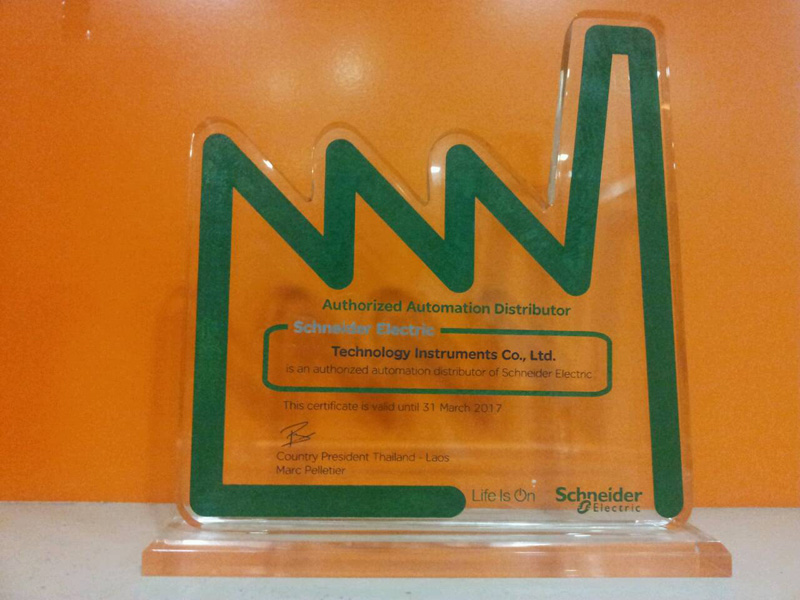 Authorized Automation Distributor
Schneider Electric
Technology Instruments Co., Ltd.
is an authorized automation distributor of Schneider Electric.
This certificate is valid until 31 March 2017
Country President Thailand - Laos
Marc Pelletier
Life Is On
Schneider
Electric